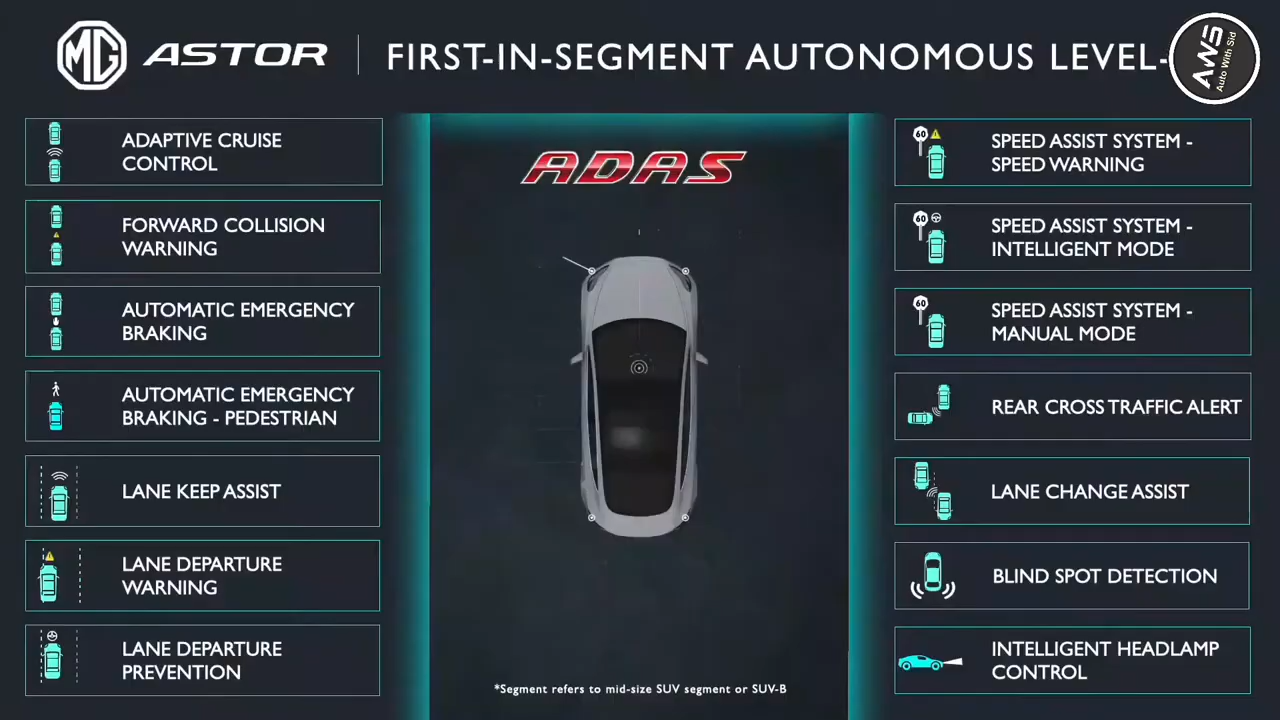 MG ASTOR FIRST-IN-SEGMENT AUTONOMOUS LEVEL-
AWS
Auto With Sid
ADAPTIVE CRUISE
CONTROL
FORWARD COLLISION
WARNING
AUTOMATIC EMERGENCY
BRAKING
AUTOMATIC EMERGENCY
BRAKING - PEDESTRIAN
LANE KEEP ASSIST
LANE DEPARTURE
WARNING
LANE DEPARTURE
PREVENTION
ADAS
*Segment refers to mid-size SUV segment or SUV-B
60
SPEED ASSIST SYSTEM -
SPEED WARNING
60
SPEED ASSIST SYSTEM -
INTELLIGENT MODE
60
SPEED ASSIST SYSTEM -
MANUAL MODE
REAR CROSS TRAFFIC ALERT
LANE CHANGE ASSIST
BLIND SPOT DETECTION
INTELLIGENT HEADLAMP
CONTROL